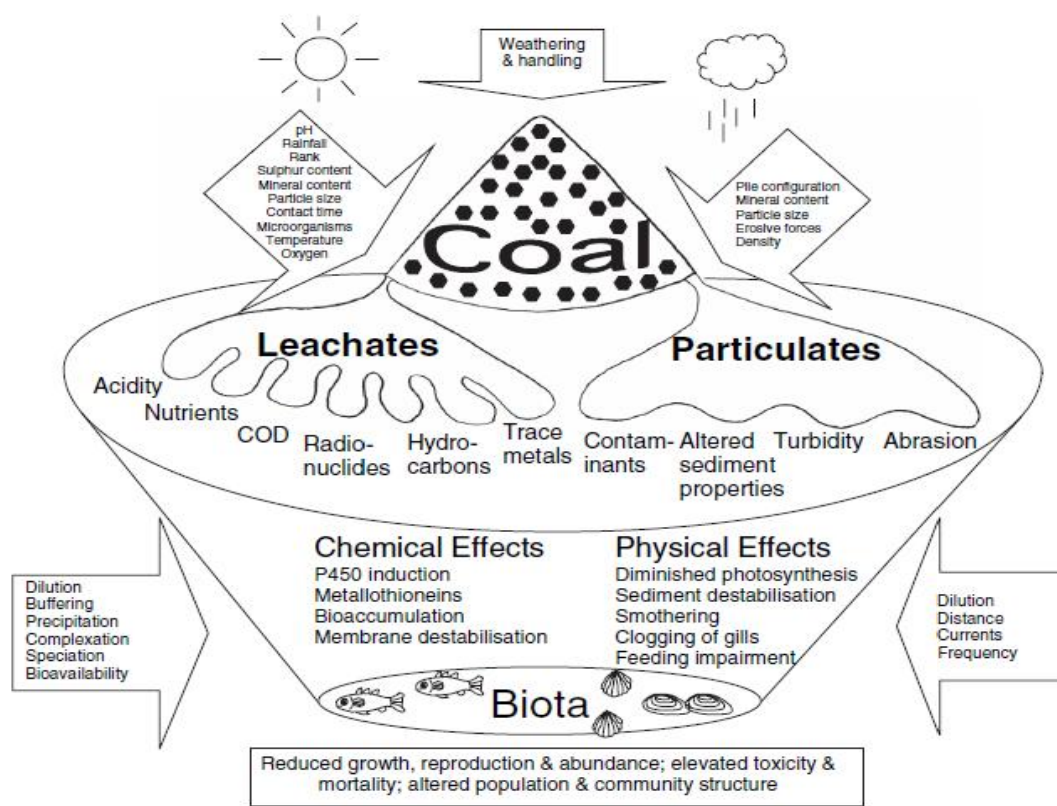 Weathering
& handling
pH
Rainfall
Rank
Sulphur content
Mineral content
Particle size
Contact time
Microorganisms
Temperature
Oxygen
Pile configuration
Mineral content
Particle size
Erosive forces
Density
Coal
Leachates
Particulates
Acidity
Nutrients
COD
Radio-
nuclides
Hydro-
carbons
Trace
metals
Contam-
inants
Altered
sediment
properties
Turbidity
Abrasion
Dilution
Buffering
Precipitation
Complexation
Speciation
Bioavailability
Chemical Effects
P450 induction
Metallothioneins
Bioaccumulation
Membrane destabilisation
Physical Effects
Diminished photosynthesis
Sediment destabilisation
Smothering
Clogging of gills
Feeding impairment
Dilution
Distance
Currents
Frequency
Biota
Reduced growth, reproduction & abundance; elevated toxicity &
mortality; altered population & community structure